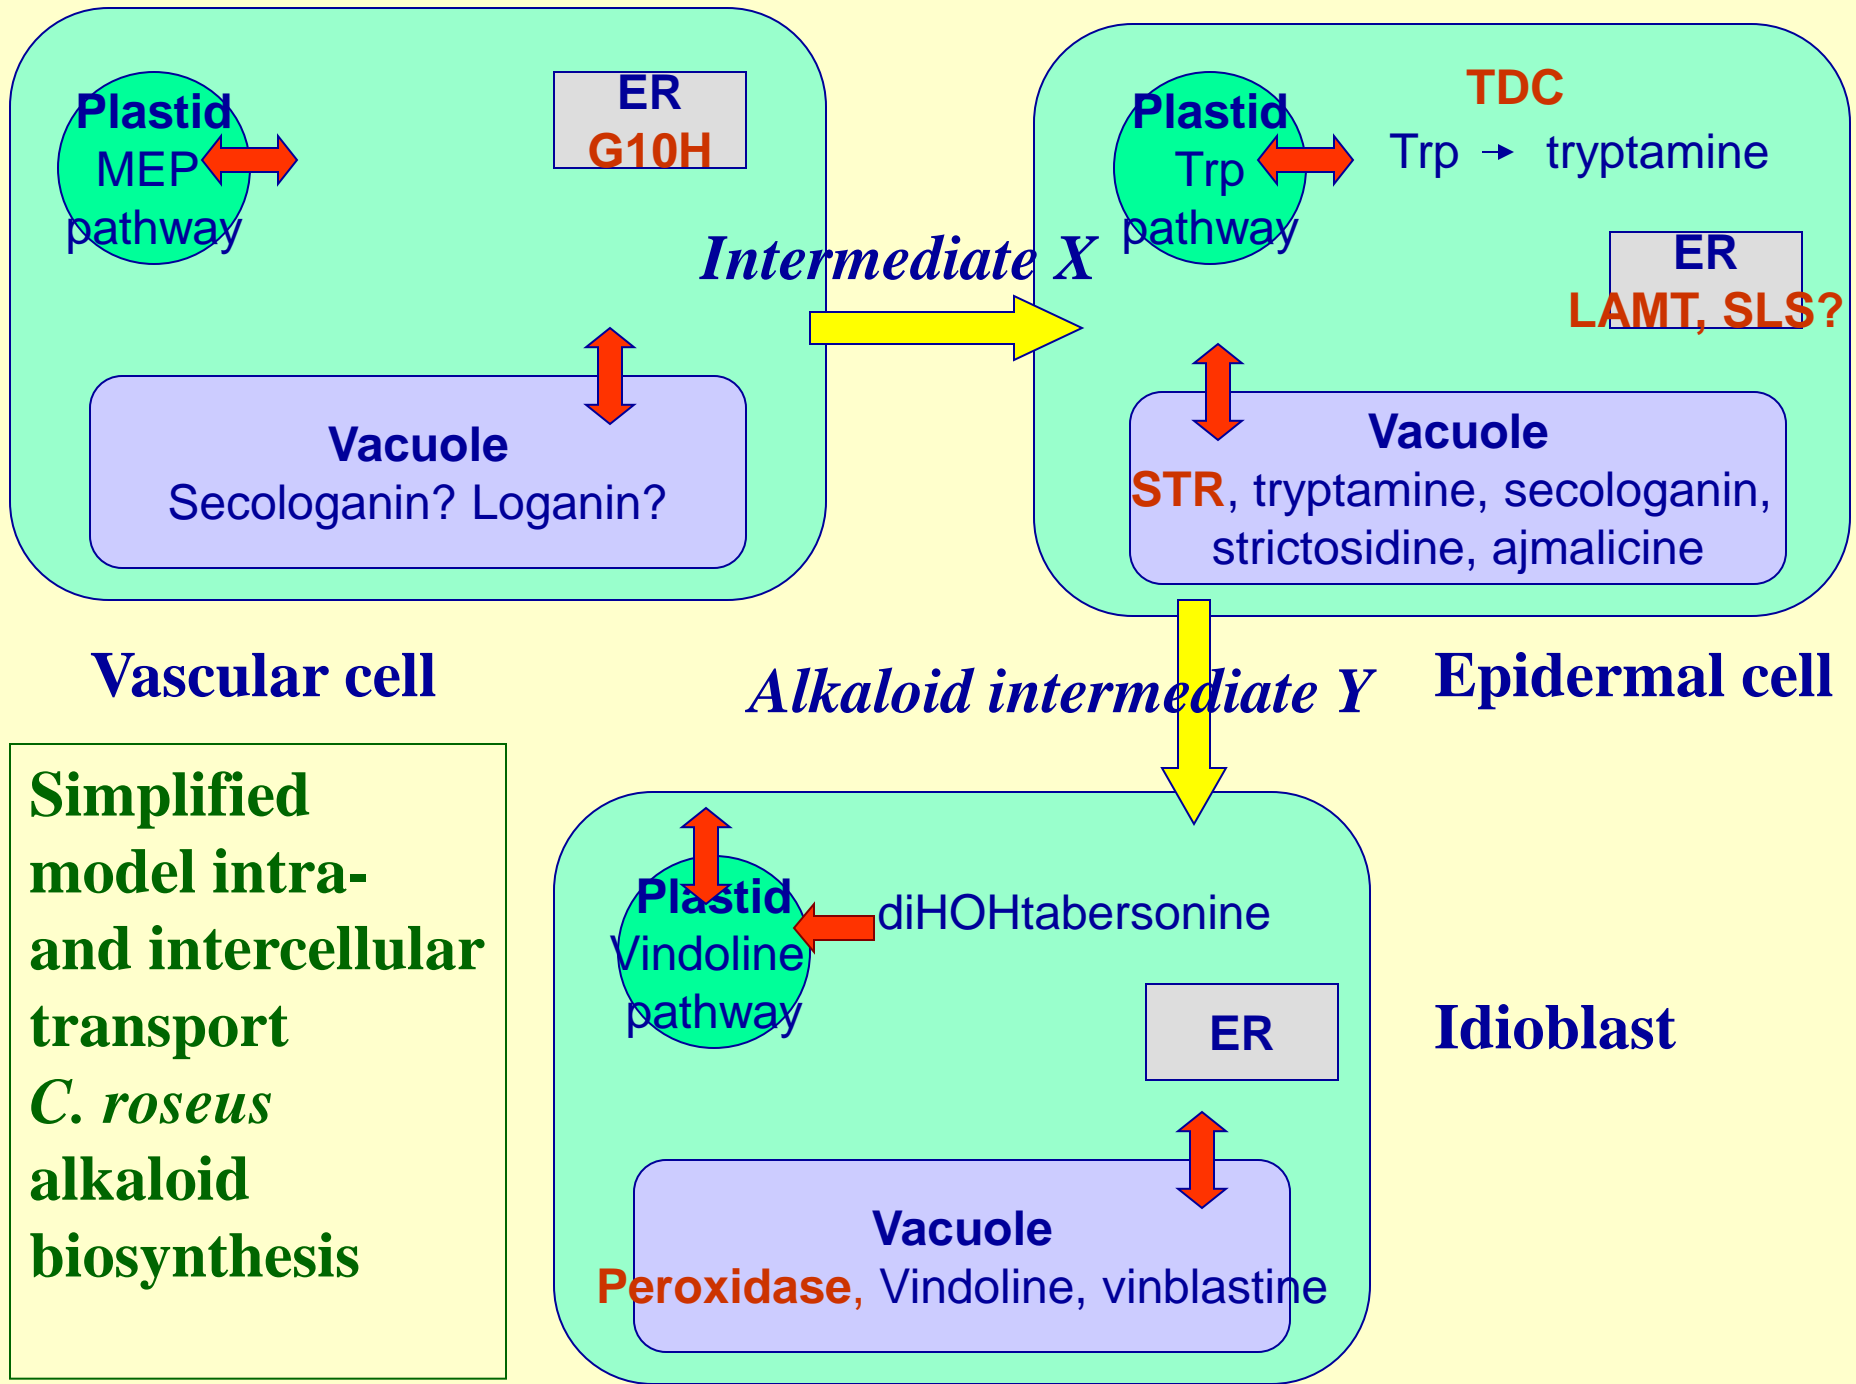 Plastid
MEP
pathway
ER
G10H
Vacuole
Secologanin? Loganin?
Vascular cell
Intermediate X
Plastid
Trp
pathway
TDC
Trp → tryptamine
ER
LAMT, SLS?
Vacuole
STR, tryptamine, secologanin,
strictosidine, ajmalicine
Epidermal cell
Alkaloid intermediate Y
Simplified
model intra-
and intercellular
transport
C. roseus
alkaloid
biosynthesis
Plastid
Vindoline
pathway
diHOHtabersonine
ER
Vacuole
Peroxidase, Vindoline, vinblastine
Idioblast